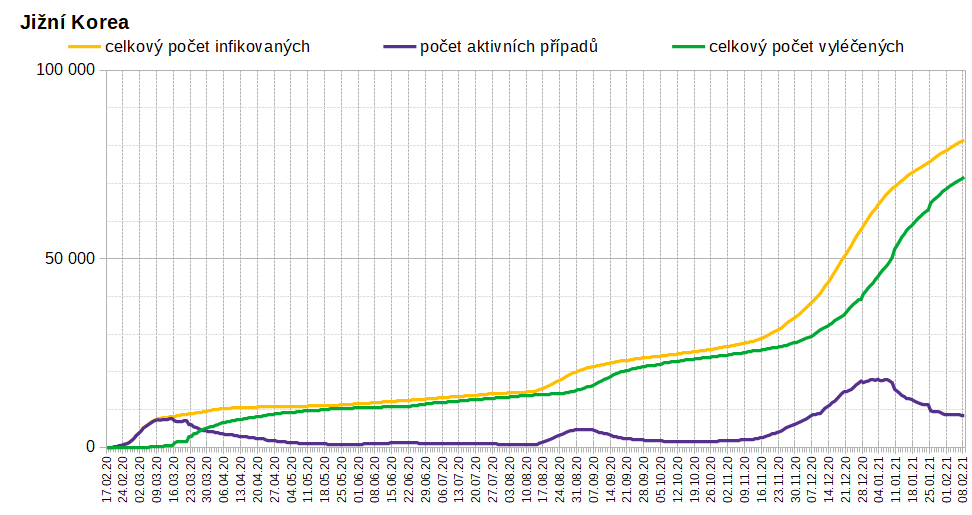 Jižní Korea
celkový počet infikovaných počet aktivních případů celkový počet vyléčených
100 000
50 000
0
17.02.20 24.02.20 02.03.20 09.03.20 16.03.20 23.03.20 30.03.20 06.04.20 13.04.20 20.04.20 27.04.20 04.05.20 11.05.20 18.05.20 25.05.20 01.06.20 08.06.20 15.06.20 22.06.20 29.06.20 06.07.20 13.07.20 20.07.20 27.07.20 03.08.20 10.08.20 17.08.20 24.08.20 31.08.20 07.09.20 14.09.20 21.09.20 28.09.20 05.10.20 12.10.20 19.10.20 26.10.20 02.11.20 09.11.20 16.11.20 23.11.20 30.11.20 07.12.20 14.12.20 21.12.20 28.12.20 04.01.21 11.01.21 18.01.21 25.01.21 01.02.21 08.02.21